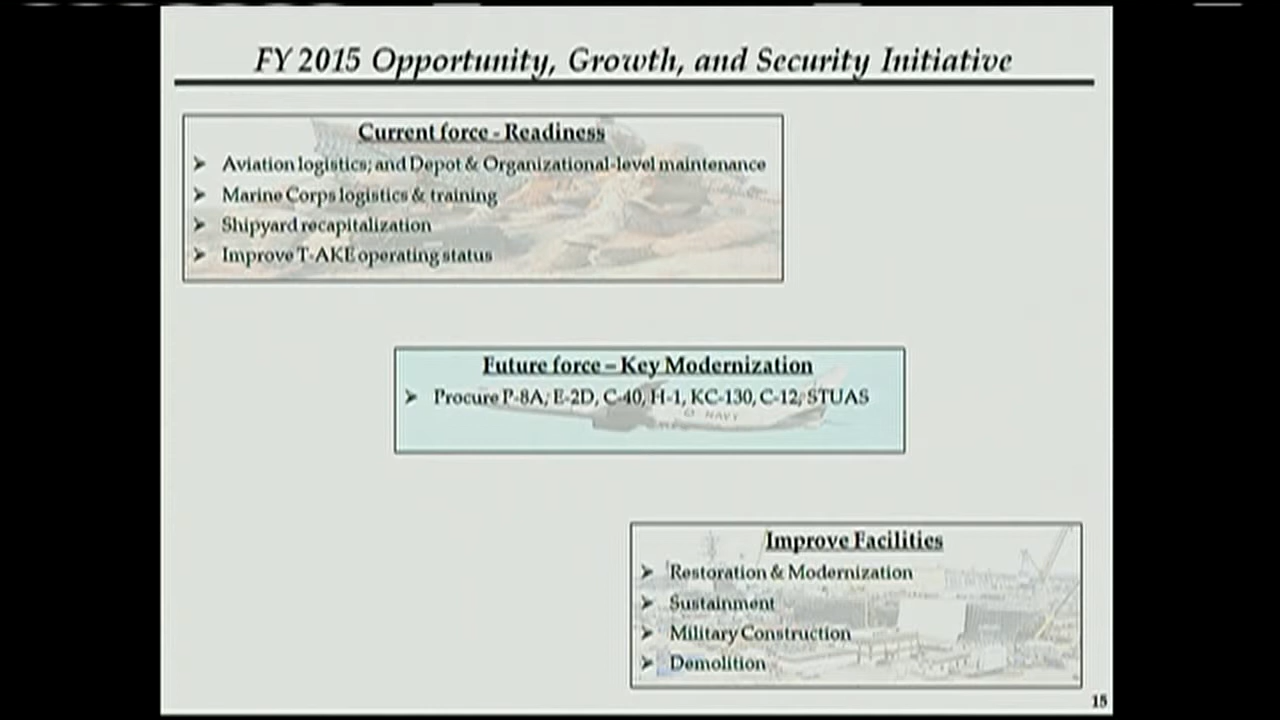 FY 2015 Opportunity, Growth, and Security Initiative
Current force - Readiness
➤ Aviation logistics; and Depot & Organizational-level maintenance
➤ Marine Corps logistics & training
➤ Shipyard recapitalization
➤ Improve T-AKE operating status
Future force – Key Modernization
➤ Procure P-8A, E-2D, C-40, H-1, KC-130, C-12, STUAS
NAVY
Improve Facilities
➤ Restoration & Modernization
➤ Sustainment
➤ Military Construction
➤ Demolition
15